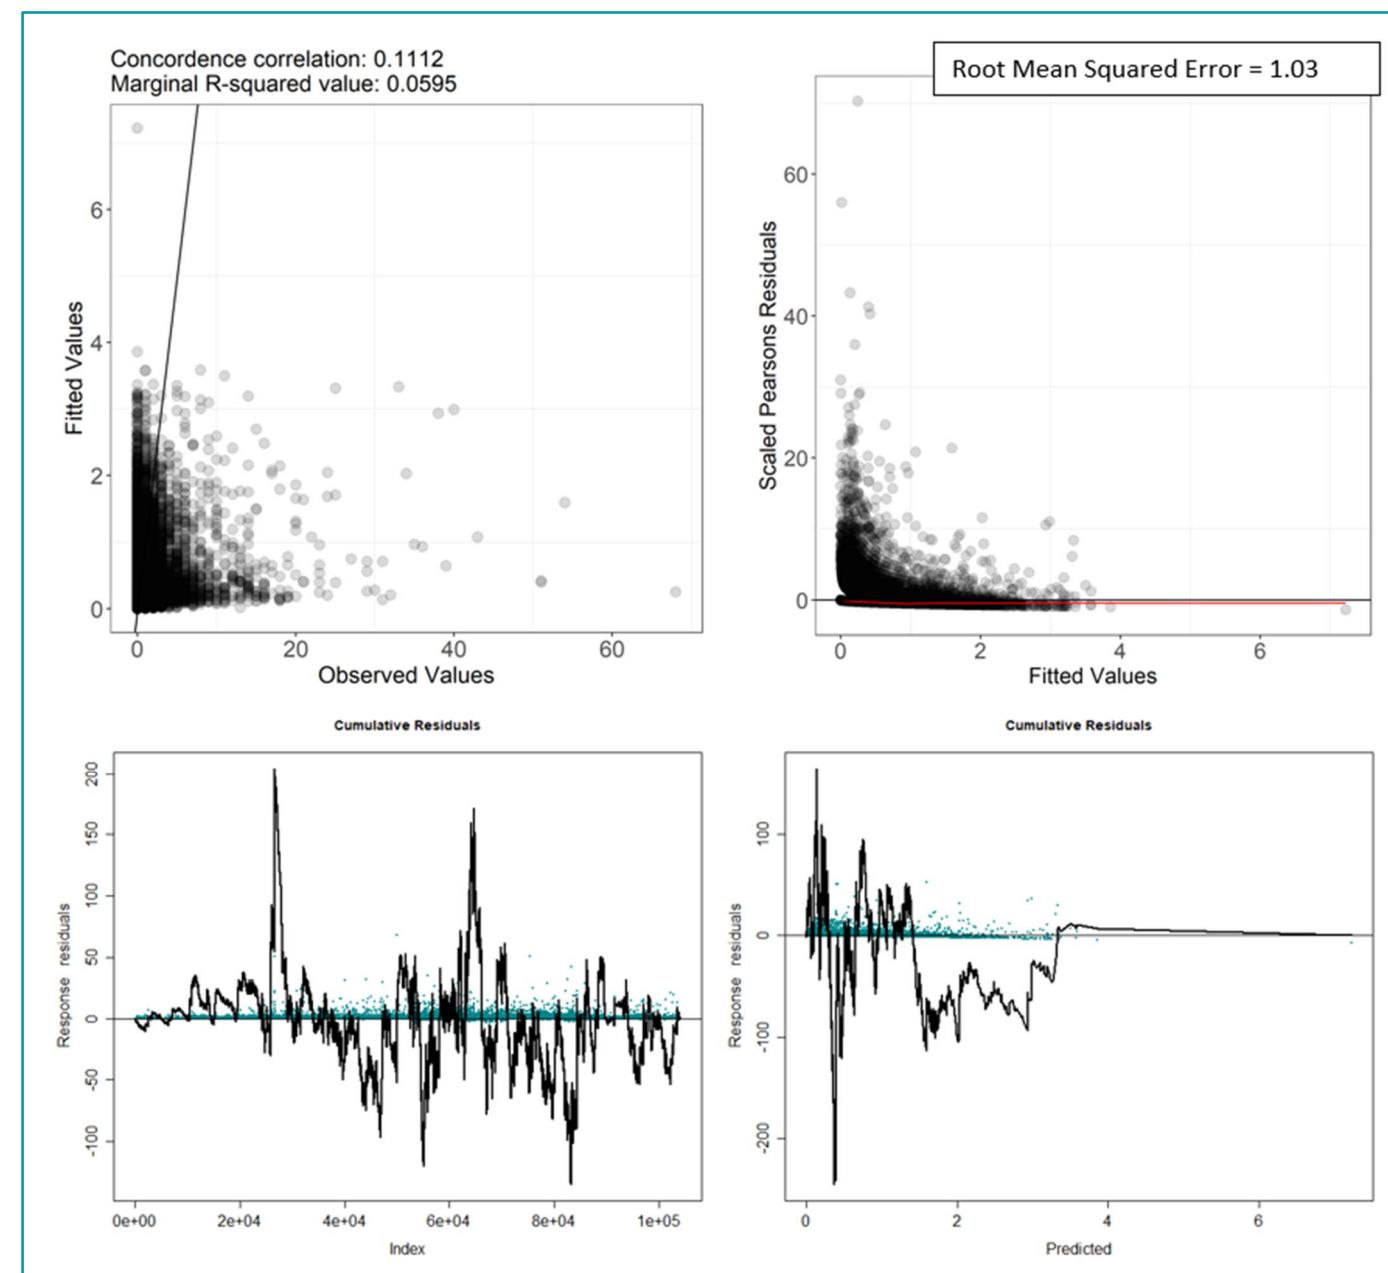 Concordence correlation: 0.1112
Marginal R-squared value: 0.0595
Fitted Values
6
4
2
0
0 20 40 60
Observed Values
Root Mean Squared Error = 1.03
Scaled Pearsons Residuals
60
40
20
0
0 2 4 6
Fitted Values
Cumulative Residuals
Response residuals
200
150
100
50
0
-50
-100
0e+00 2e+04 4e+04 6e+04 8e+04 1e+05
Index
Cumulative Residuals
Response residuals
100
0
-100
-200
0 2 4 6
Predicted